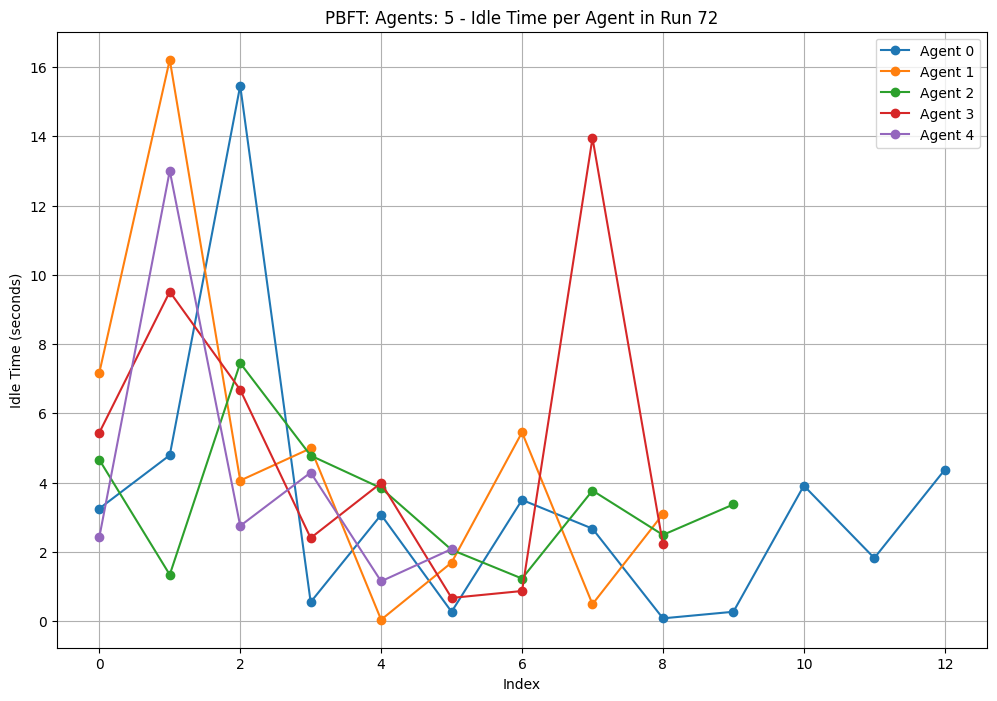 PBFT: Agents: 5 - Idle Time per Agent in Run 72
Agent 0
Agent 1
Agent 2
Agent 3
Agent 4
Idle Time (seconds)
16
14
12
10
8
6
4
2
0
0 2 4 6 8 10 12
Index